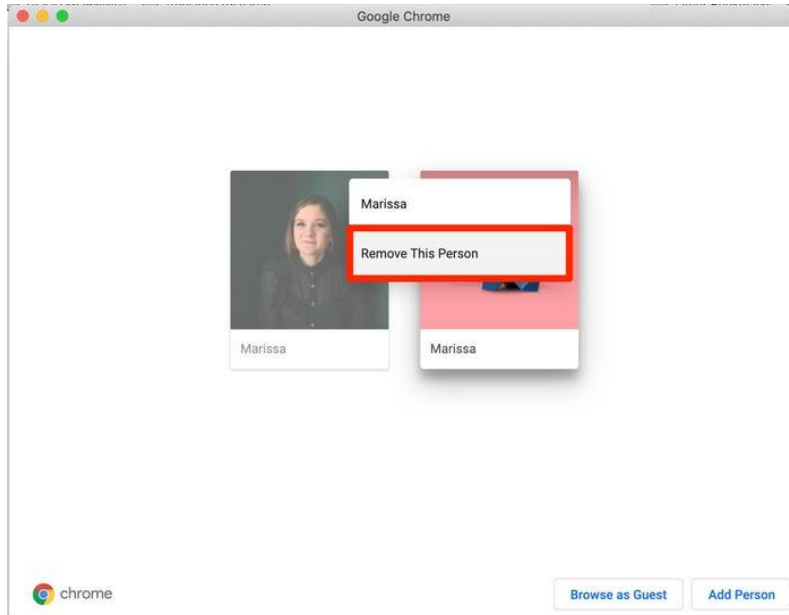 Google Chrome
Marissa
Remove This Person
Marissa
Marissa
chrome
Browse as Guest
Add Person